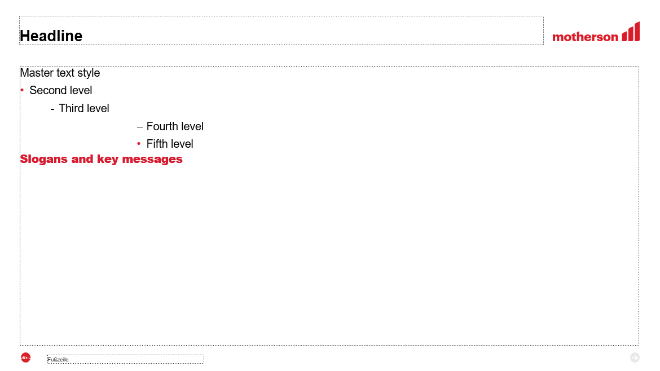 Headline
motherson
Master text style
• Second level
- Third level
– Fourth level
• Fifth level
Slogans and key messages
Fußzeile